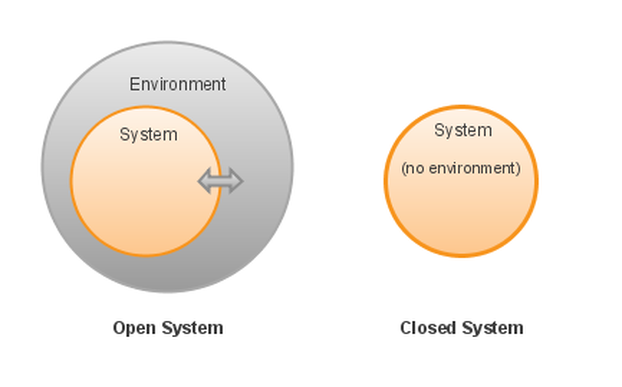 Environment
System
Open System
System
(no environment)
Closed System